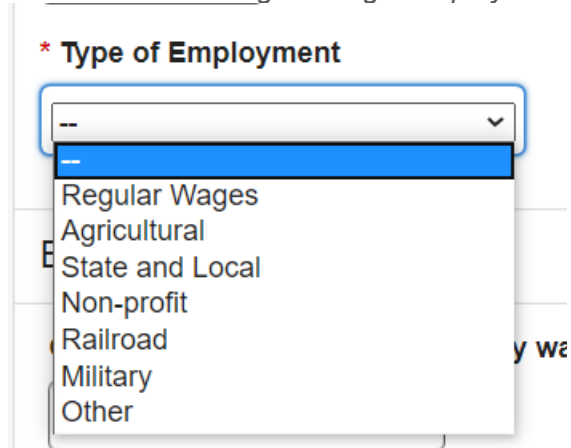 * Type of Employment
--
--
Regular Wages
Agricultural
State and Local
Non-profit
Railroad
Military
Other